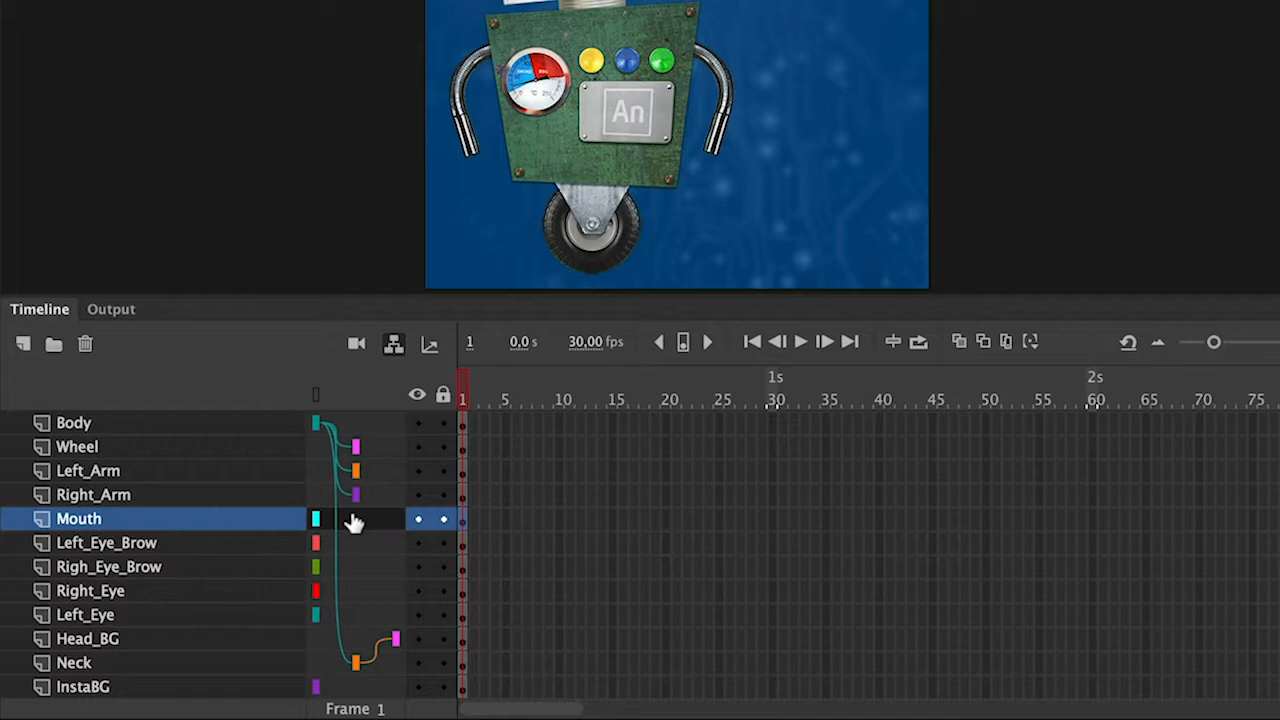 An
Timeline Output
1 0,0 s 30,00 fps
1s 2s
1 5 10 15 20 25 30 35 40 45 50 55 60 65 70 75
Body
Wheel
Left_Arm
Right_Arm
Mouth
Left_Eye_Brow
Righ_Eye_Brow
Right_Eye
Left_Eye
Head_BG
Neck
InstaBG
Frame 1